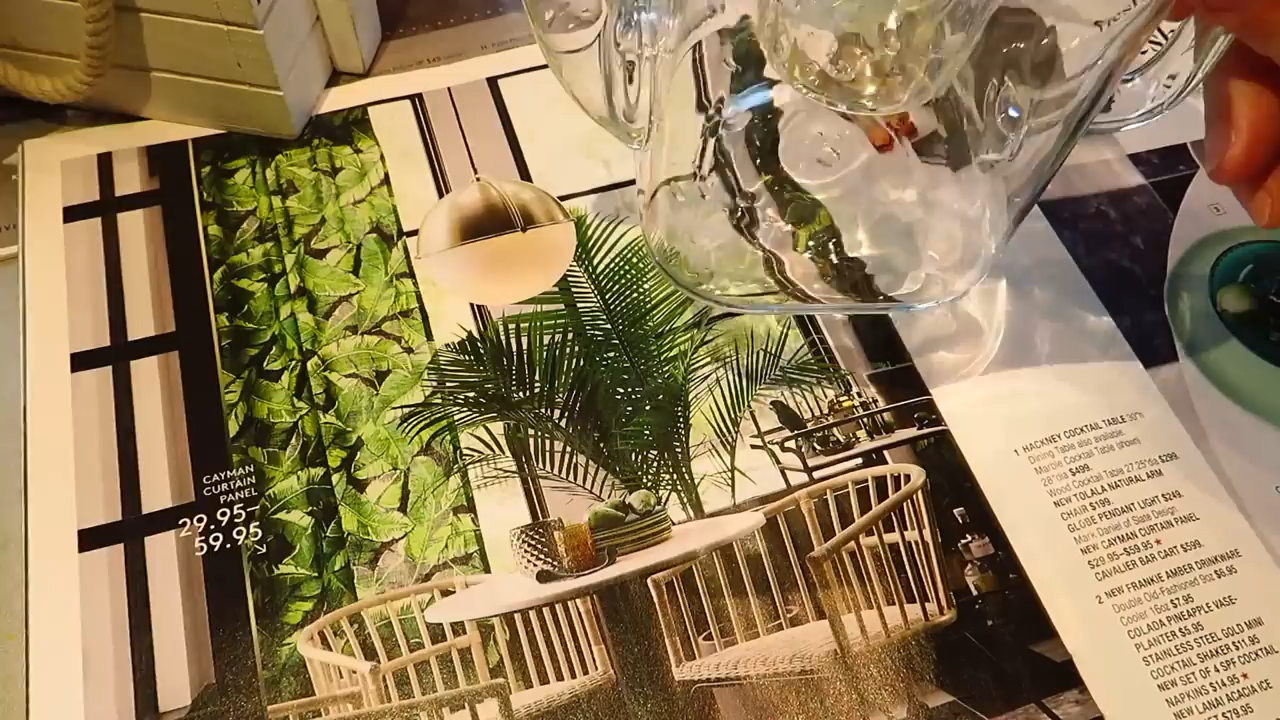 CAYMAN
CURTAIN
PANEL
29.95–
59.95
1 HACKNEY COCKTAIL TABLE 30"h
Dining Table also available.
Marble Cocktail Table (shown)
28"dia $499.
Wood Cocktail Table 27.25"dia $299.
NEW TOLALA NATURAL ARM
CHAIR $199.
GLOBE PENDANT LIGHT $249.
Mark Daniel of Slate Design
NEW CAYMAN CURTAIN PANEL
$29.95–$59.95★
CAVALIER BAR CART $599.
2 NEW FRANKIE AMBER DRINKWARE
Double Old-Fashioned 9oz $6.95
Cooler 16oz $7.95
COLADA PINEAPPLE VASE-
PLANTER $5.95
STAINLESS STEEL GOLD MINI
COCKTAIL SHAKER $11.95
NEW SET OF 4 SPF COCKTAIL
NAPKINS $14.95★
NEW LANAI ACACIA ICE
$79.95